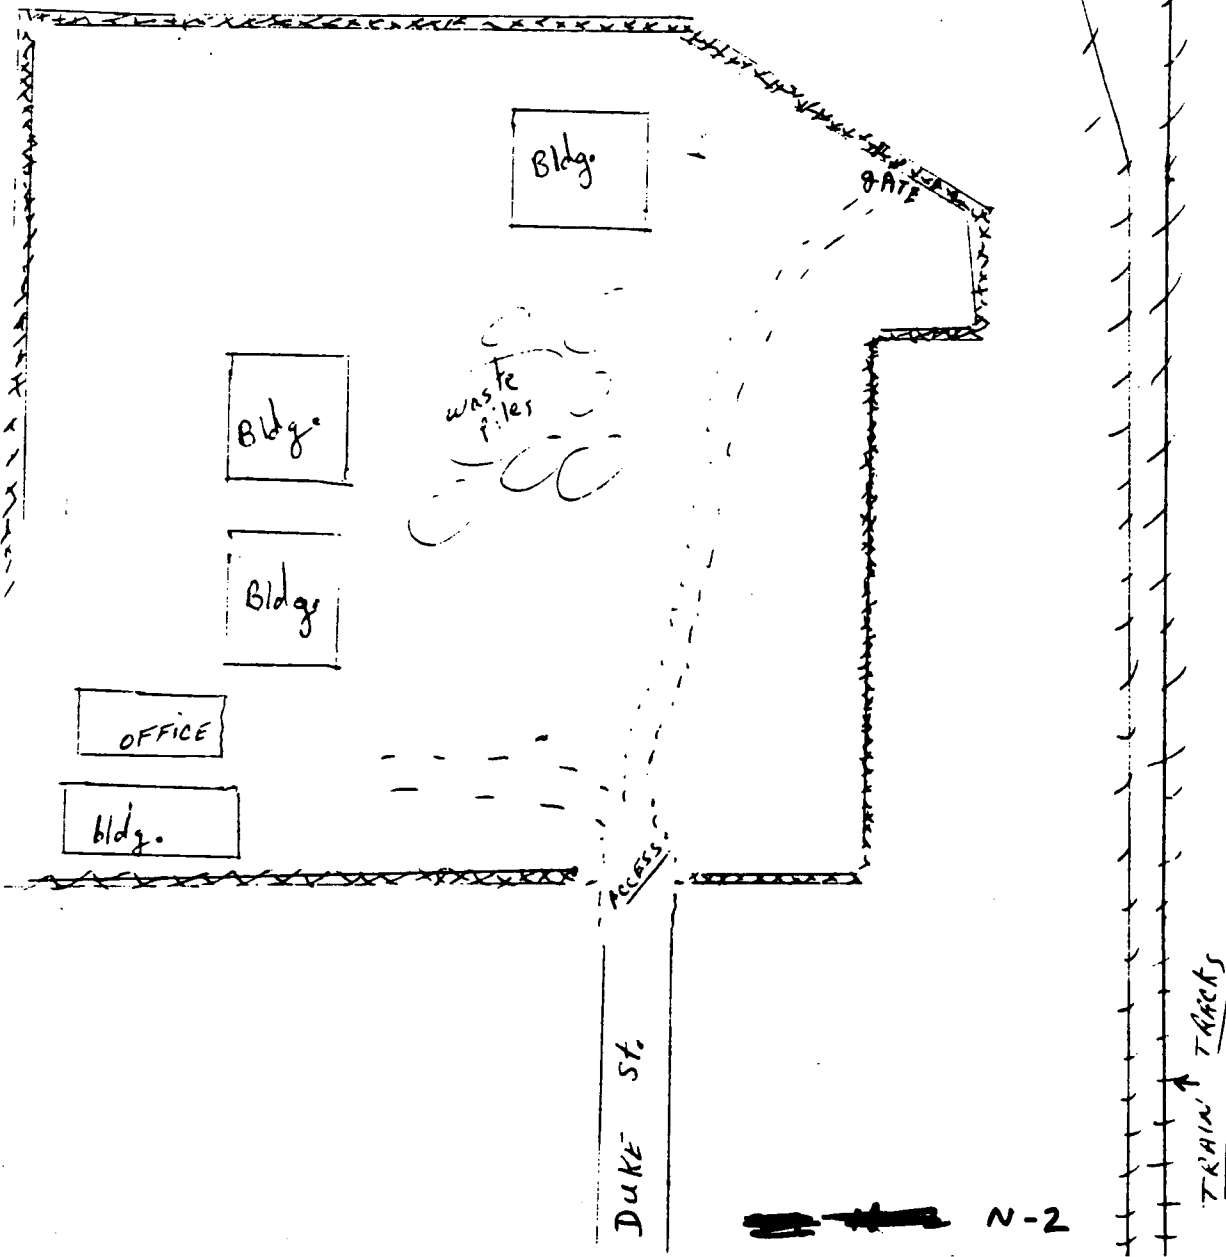 Bldg.
gATE
waste
piles
Bldg.
Bldg.
OFFICE
bldg.
ACCESS
DUKE St.
TRAIN TRACKS
N-2